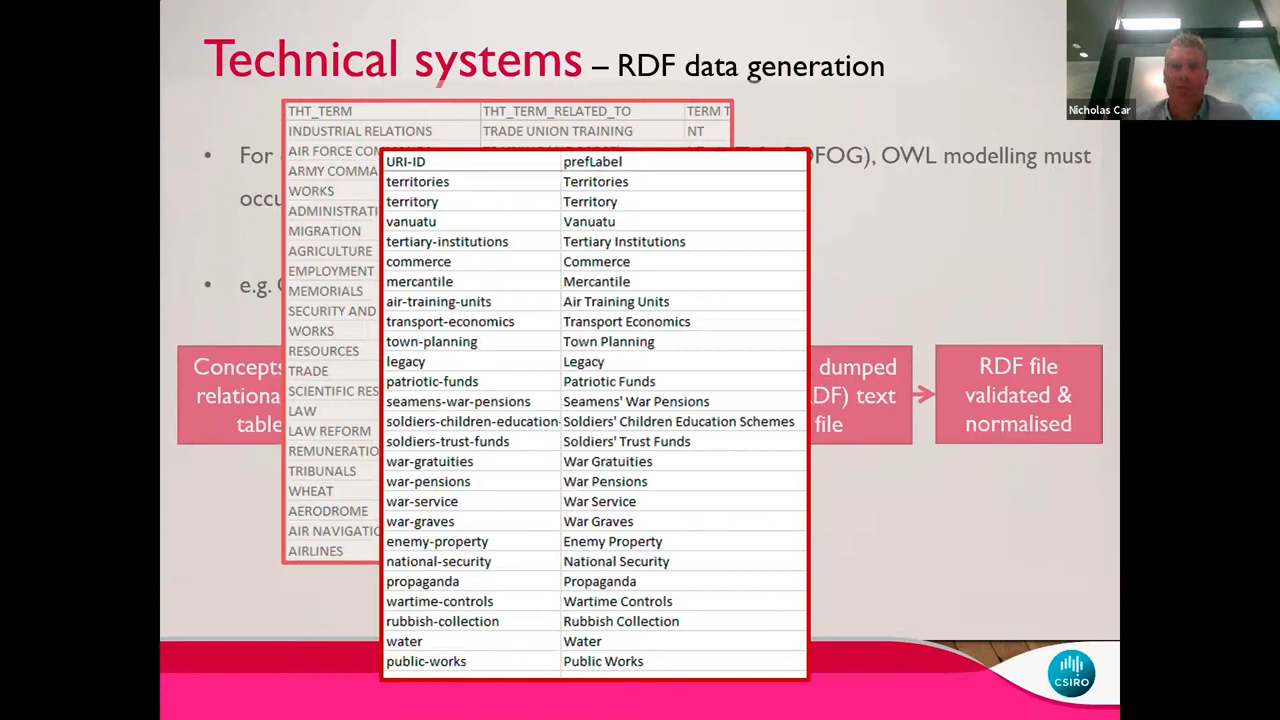 Technical systems – RDF data generation
Nicholas Car
THT_TERM THT_TERM_RELATED_TO TERM T
INDUSTRIAL RELATIONS TRADE UNION TRAINING NT
AIR FORCE COM
ARMY COMMA
WORKS
ADMINISTRATI
MIGRATION
AGRICULTURE
EMPLOYMENT
MEMORIALS
SECURITY AND
WORKS
RESOURCES
TRADE
SCIENTIFIC RES
LAW
LAW REFORM
REMUNERATIO
TRIBUNALS
WHEAT
AERODROME
AIR NAVIGATIO
AIRLINES
• For OFOG), OWL modelling must
occu
• e.g.
URI-ID prefLabel
territories Territories
territory Territory
vanuatu Vanuatu
tertiary-institutions Tertiary Institutions
commerce Commerce
mercantile Mercantile
air-training-units Air Training Units
transport-economics Transport Economics
town-planning Town Planning
legacy Legacy
patriotic-funds Patriotic Funds
seamens-war-pensions Seamens' War Pensions
soldiers-children-education- Soldiers' Children Education Schemes
soldiers-trust-funds Soldiers' Trust Funds
war-gratuities War Gratuities
war-pensions War Pensions
war-service War Service
war-graves War Graves
enemy-property Enemy Property
national-security National Security
propaganda Propaganda
wartime-controls Wartime Controls
rubbish-collection Rubbish Collection
water Water
public-works Public Works
Concepts
relationa
table
dumped
DF) text
file
RDF file
validated &
normalised
CSIRO